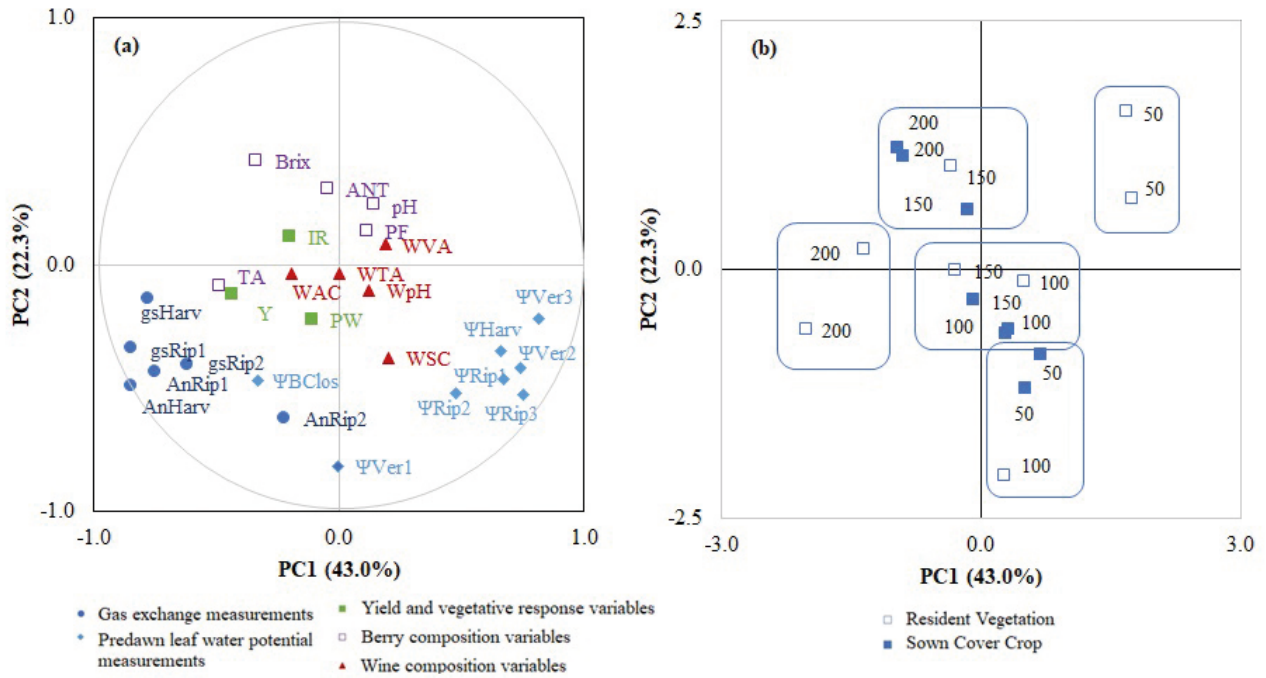 (a)
1.0
0.0
-1.0
-1.0
0.0
1.0
PC2 (22.3%)
PC1 (43.0%)
Brix
ANT
pH
PF
IR
WVA
TA
WAC
WTA
WpH
gsHarv
Y
PW
ΨVer3
ΨHarv
gsRip1
gsRip2
WSC
ΨVer2
AnRip1
ΨBClos
ΨRip1
AnHarv
ΨRip2
ΨRip3
AnRip2
ΨVer1
Gas exchange measurements
Predawn leaf water potential
measurements
Yield and vegetative response variables
Berry composition variables
Wine composition variables
(b)
2.5
0.0
-2.5
-3.0
0.0
3.0
PC2 (22.3%)
PC1 (43.0%)
200
50
200
150
150
50
200
150
100
200
150
100
100
50
50
100
Resident Vegetation
Sown Cover Crop